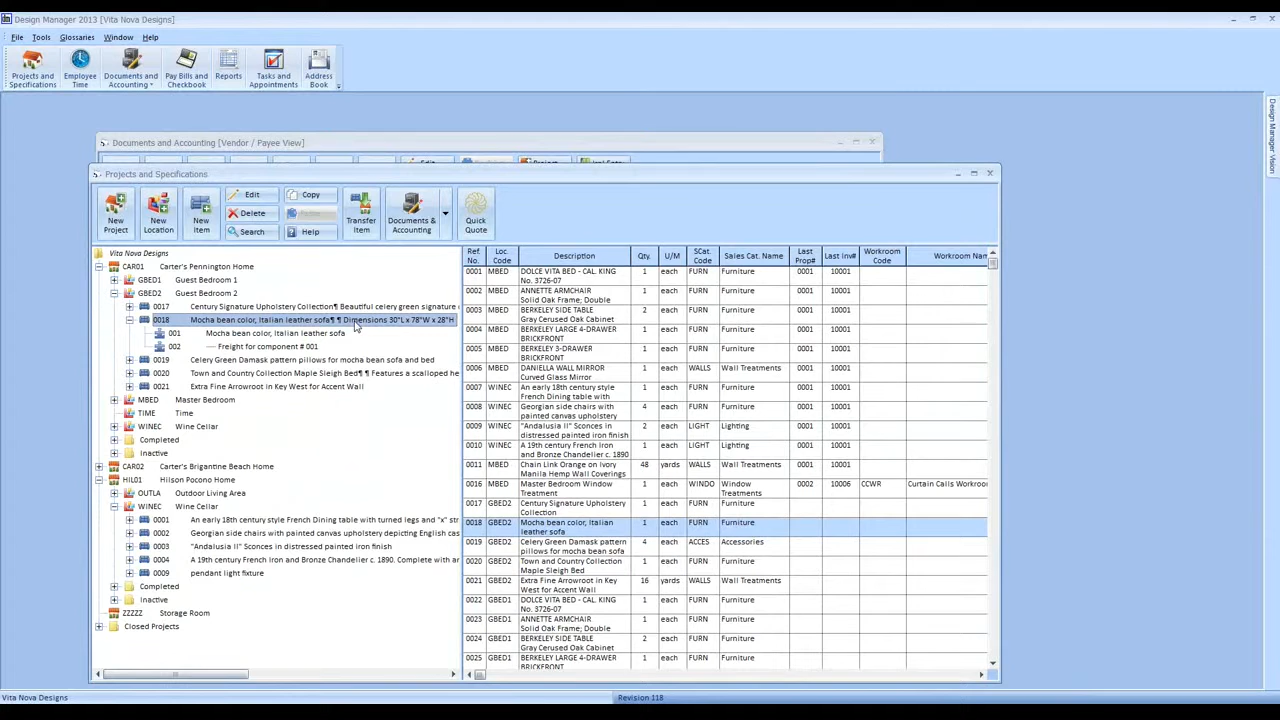 Design Manager 2013 [Vita Nova Designs]
File Tools Glossaries Window Help
Projects and Specifications
Employee Time
Documents and Accounting
Pay Bills and Checkbook
Reports
Tasks and Appointments
Address Book
Design Manager Vision
Documents and Accounting [Vendor / Payee View]
Edit
Projects and Specifications
New Project
New Location
New Item
Edit
Delete
Search
Copy
Help
Transfer Item
Documents & Accounting
Quick Quote
Vita Nova Designs
CAR01 Carter's Pennington Home
GBED1 Guest Bedroom 1
GBED2 Guest Bedroom 2
0017 Century Signature Upholstery Collection¶ Beautiful celery green signature
0018 Mocha bean color, Italian leather sofa¶ ¶ Dimensions 30"L x 78"W x 28"H
001 Mocha bean color, Italian leather sofa
002 --- Freight for component # 001
0019 Celery Green Damask pattern pillows for mocha bean sofa and bed
0020 Town and Country Collection Maple Sleigh Bed¶ ¶ Features a scalloped he
0021 Extra Fine Arrowroot in Key West for Accent Wall
MBED Master Bedroom
TIME Time
WINEC Wine Cellar
Completed
Inactive
CAR02 Carter's Brigantine Beach Home
HIL01 Hilson Pocono Home
OUTLA Outdoor Living Area
WINEC Wine Cellar
0001 An early 18th century style French Dining table with turned legs and "x" str
0002 Georgian side chairs with painted canvas upholstery depicting English cas
0003 "Andalusia II" Sconces in distressed painted iron finish
0004 A 19th century French Iron and Bronze Chandelier c. 1890. Complete with ar
0009 pendant light fixture
Completed
Inactive
ZZZZZ Storage Room
Closed Projects
Ref. No. Loc. Code Description Qty. U/M SCat. Code Sales Cat. Name Last Prop# Last Inv# Workroom Code Workroom Nam
0001 MBED DOLCE VITA BED - CAL. KING 1 each FURN Furniture 0001 10001
No. 3726-07
0002 MBED ANNETTE ARMCHAIR 1 each FURN Furniture 0001 10001
Solid Oak Frame; Double
0003 MBED BERKELEY SIDE TABLE 2 each FURN Furniture 0001 10001
Gray Cerused Oak Cabinet
0004 MBED BERKELEY LARGE 4-DRAWER 1 each FURN Furniture 0001 10001
BRICKFRONT
0005 MBED BERKELEY 3-DRAWER 1 each FURN Furniture 0001 10001
BRICKFRONT
0006 MBED DANIELLA WALL MIRROR 1 each WALLS Wall Treatments 0001 10001
Curved Glass Mirror
0007 WINEC An early 18th century style 1 each FURN Furniture 0001 10001
French Dining table with
0008 WINEC Georgian side chairs with 4 each FURN Furniture 0001 10001
painted canvas upholstery
0009 WINEC "Andalusia II" Sconces in 2 each LIGHT Lighting 0001 10001
distressed painted iron finish
0010 WINEC A 19th century French Iron 1 each LIGHT Lighting 0001 10001
and Bronze Chandelier c. 1890
0011 MBED Chain Link Orange on Ivory 48 yards WALLS Wall Treatments 0001 10001
Manila Hemp Wall Coverings
0016 MBED Master Bedroom Window 1 each WINDO Window 0002 10006 CCWR Curtain Calls Workroo
Treatment Treatments
0017 GBED2 Century Signature Upholstery 1 each FURN Furniture
Collection
0018 GBED2 Mocha bean color, Italian 1 each FURN Furniture
leather sofa
0019 GBED2 Celery Green Damask pattern 4 each ACCES Accessories
pillows for mocha bean sofa
0020 GBED2 Town and Country Collection 1 each FURN Furniture
Maple Sleigh Bed
0021 GBED2 Extra Fine Arrowroot in Key 16 yards WALLS Wall Treatments
West for Accent Wall
0022 GBED1 DOLCE VITA BED - CAL. KING 1 each FURN Furniture
No. 3726-07
0023 GBED1 ANNETTE ARMCHAIR 1 each FURN Furniture
Solid Oak Frame; Double
0024 GBED1 BERKELEY SIDE TABLE 2 each FURN Furniture
Gray Cerused Oak Cabinet
0025 GBED1 BERKELEY LARGE 4-DRAWER 1 each FURN Furniture
BRICKFRONT
Vita Nova Designs
Revision 118